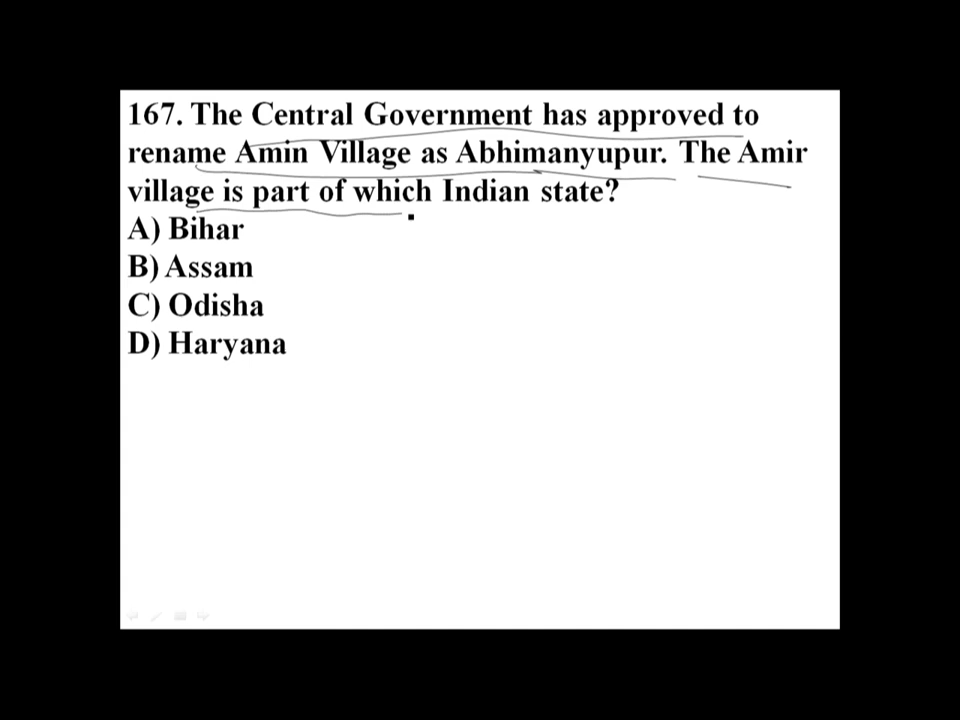 167. The Central Government has approved to
rename Amin Village as Abhimanyupur. The Amir
village is part of which Indian state?
A) Bihar
B) Assam
C) Odisha
D) Haryana